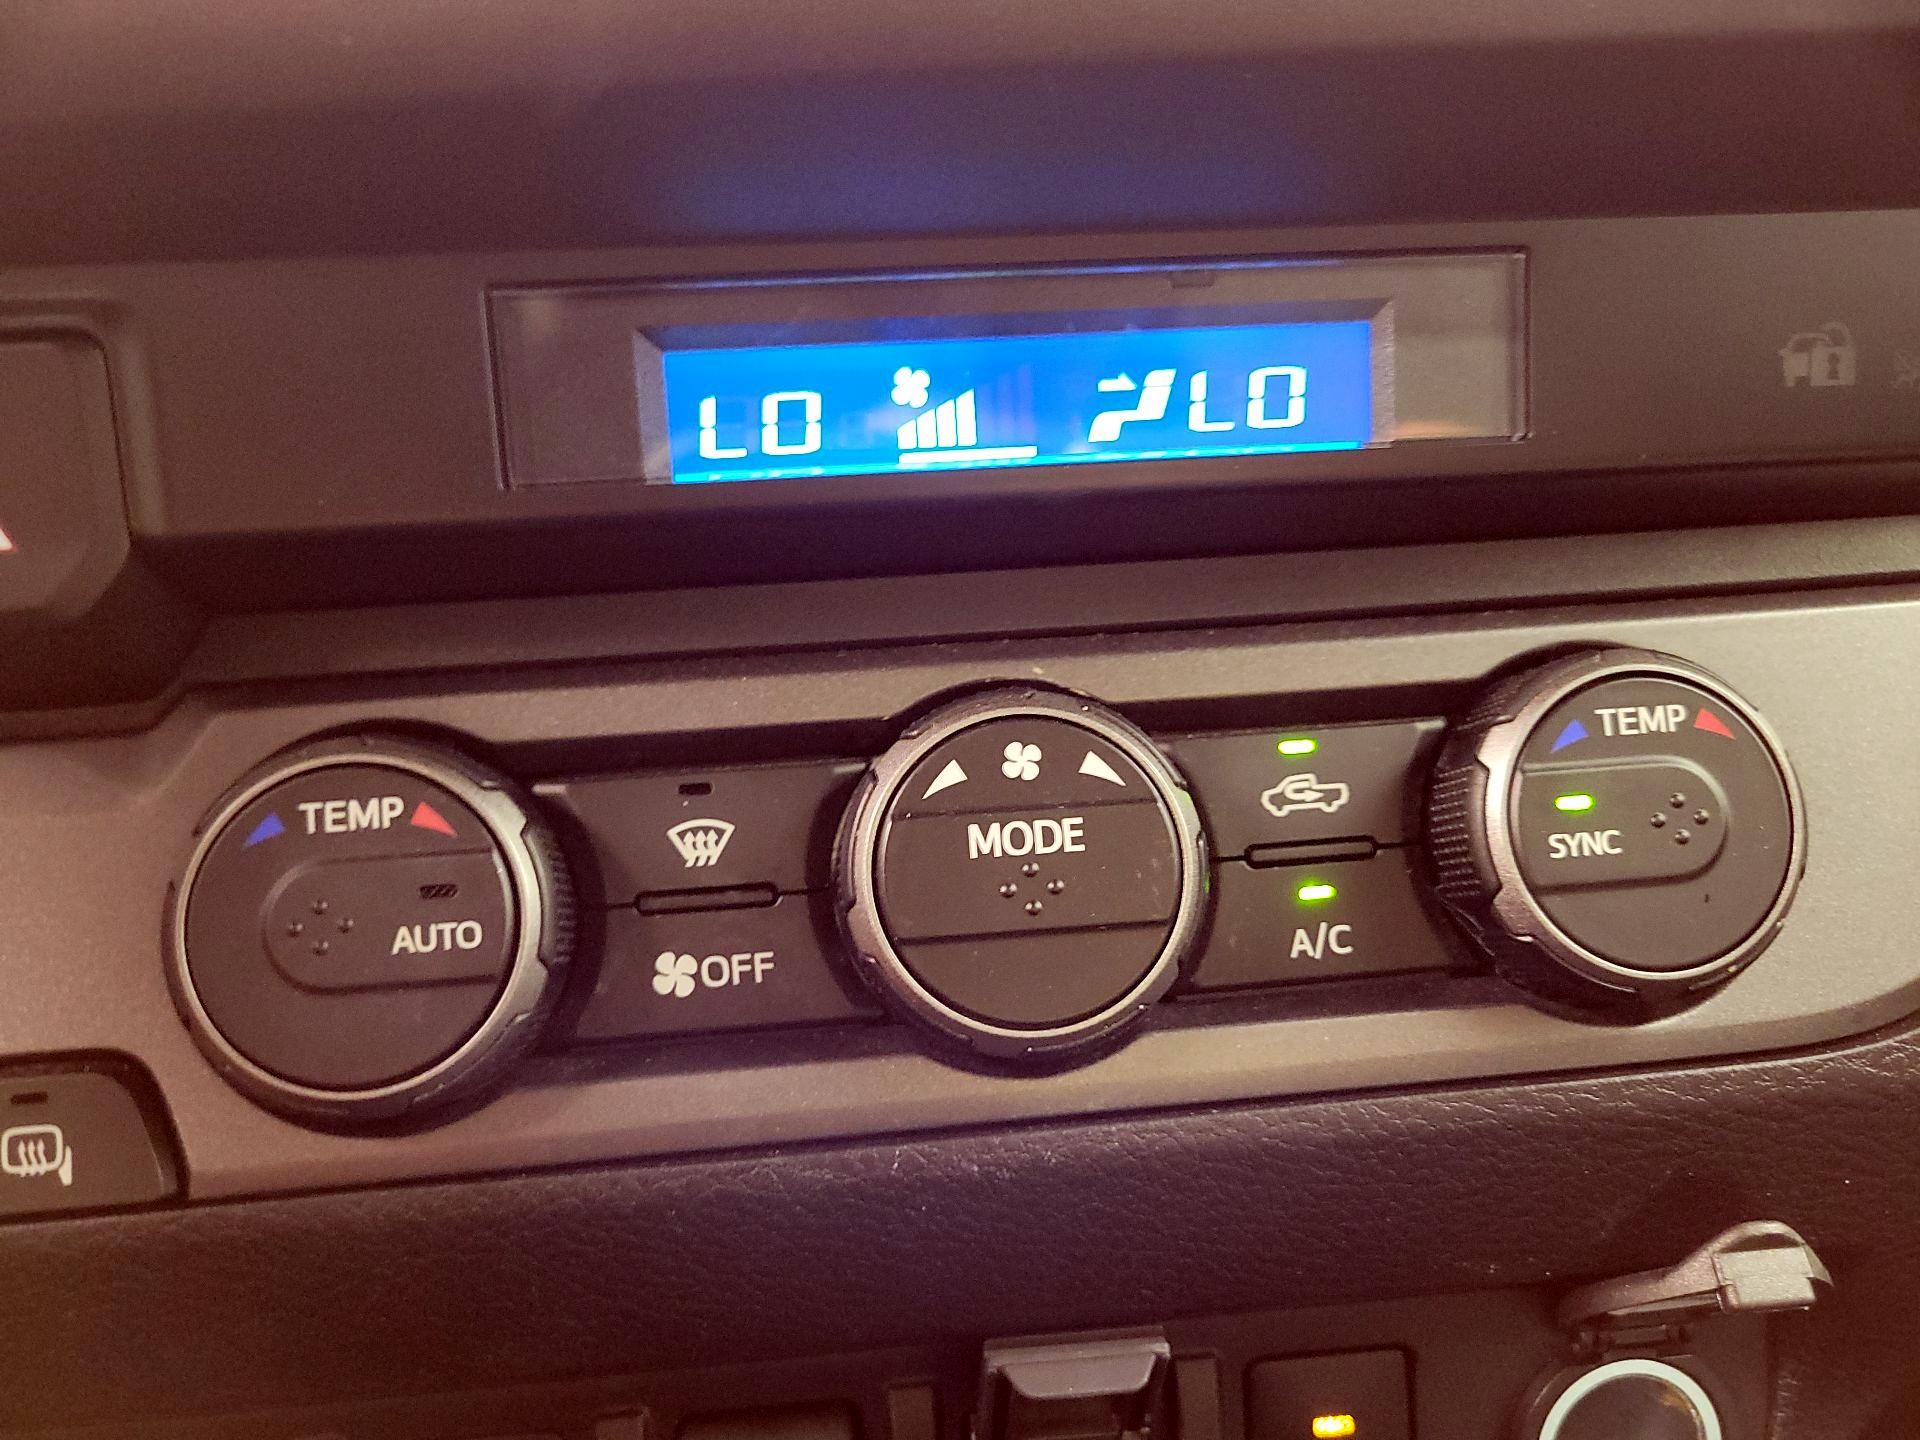 LO LO
TEMP
AUTO
OFF
MODE
A/C
TEMP
SYNC